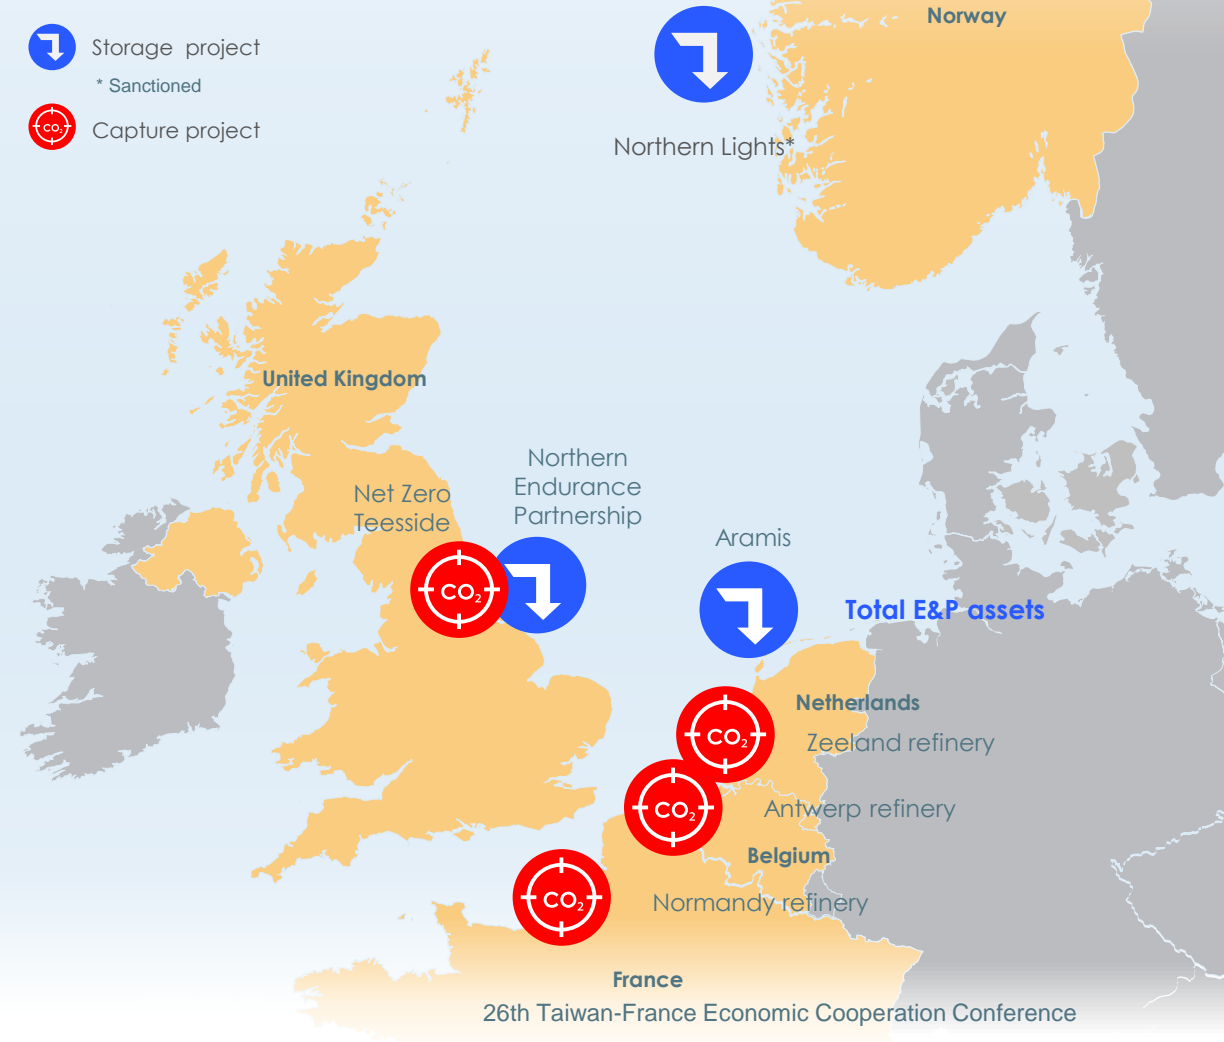 Storage project
* Sanctioned
CO2
Capture project
Norway
Northern Lights*
United Kingdom
Northern
Endurance
Partnership
Net Zero
Teesside
CO2
Aramis
Total E&P assets
Netherlands
CO2
Zeeland refinery
CO2
Antwerp refinery
Belgium
CO2
Normandy refinery
France
26th Taiwan-France Economic Cooperation Conference